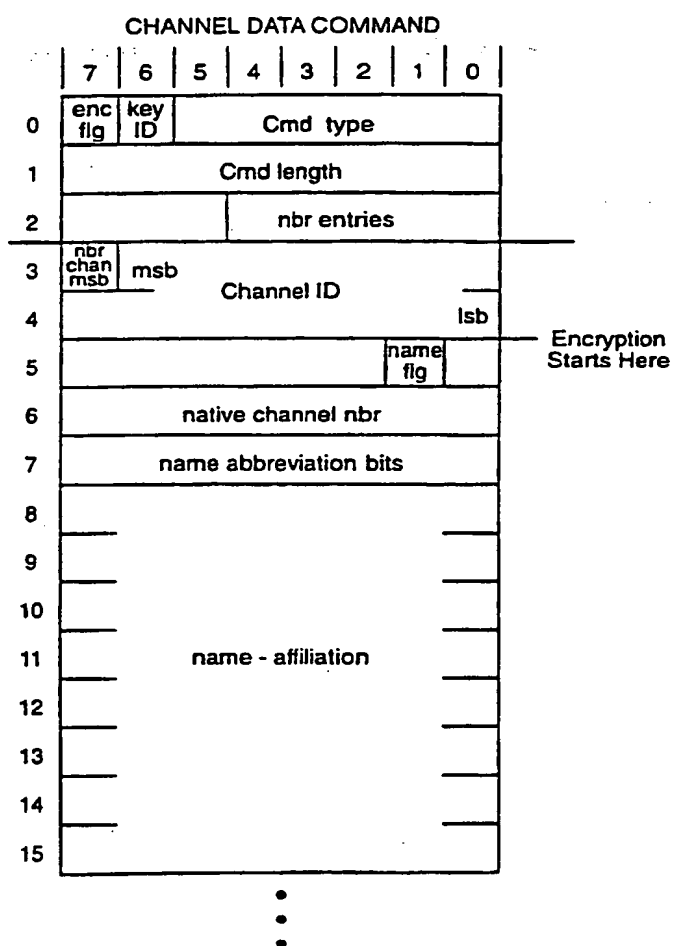 CHANNEL DATA COMMAND
7 6 5 4 3 2 1 0
0 enc flg key ID Cmd type
1 Cmd length
2 nbr entries
3 nbr chan msb msb
Channel ID
4 lsb
Encryption
Starts Here
5 name flg
6 native channel nbr
7 name abbreviation bits
8
9
10
11 name - affiliation
12
13
14
15